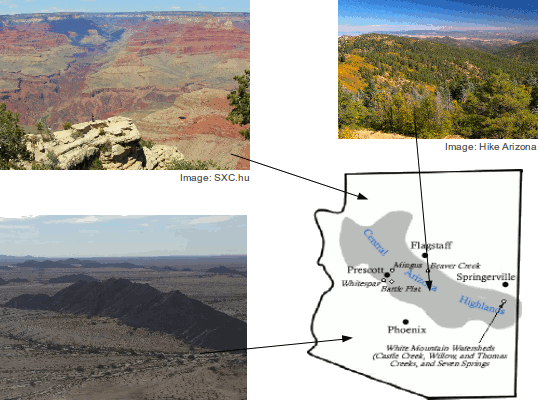 Image: SXC.hu
Image: Hike Arizona
Central
Arizona
Highlands
Flagstaff
Mingus
Beaver Creek
Prescott
Springerville
Whitespar
Battle Flat
Phoenix
White Mountain Watersheds
(Castle Creek, Willow, and Thomas
Creeks, and Seven Springs)